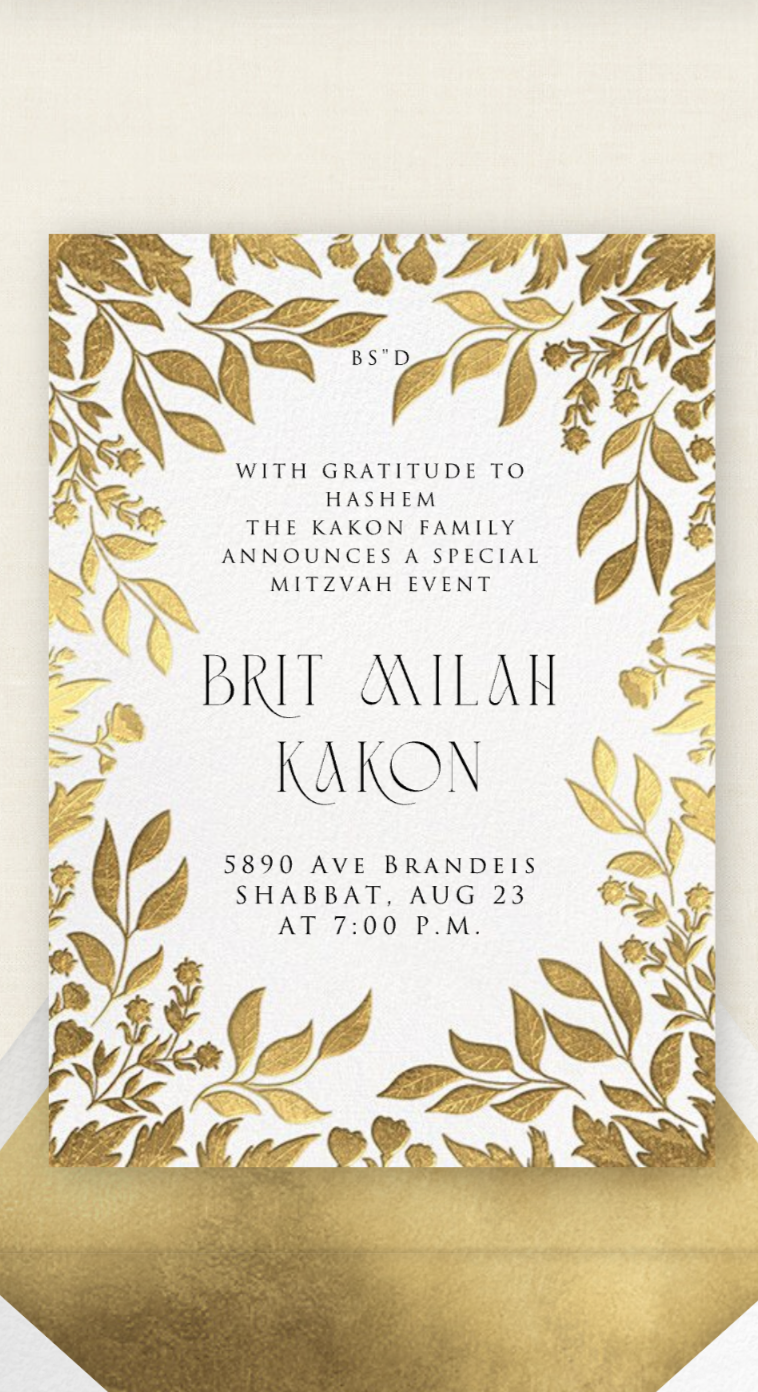 BS"D
WITH GRATITUDE TO
HASHEM
THE KAKON FAMILY
ANNOUNCES A SPECIAL
MITZVAH EVENT
BRIT MILAH
KAKON
5890 Ave Brandeis
SHABBAT, AUG 23
AT 7:00 P.M.